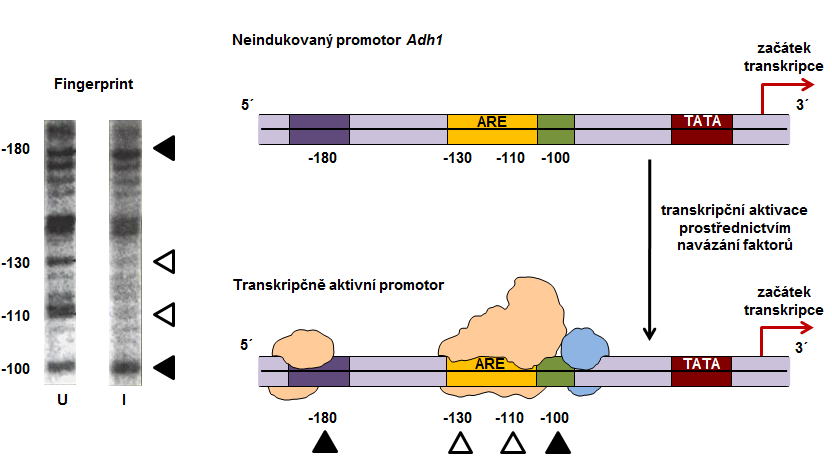 Neindukovaný promotor Adh1
začátek
transkripce
Fingerprint
5´
3´
ARE
TATA
-180
-130
-110
-100
-180
-130
-110
-100
U
I
transkripční aktivace
prostřednictvím
navázání faktorů
Transkripčně aktivní promotor
začátek
transkripce
5´
3´
ARE
TATA
-180
-130
-110
-100